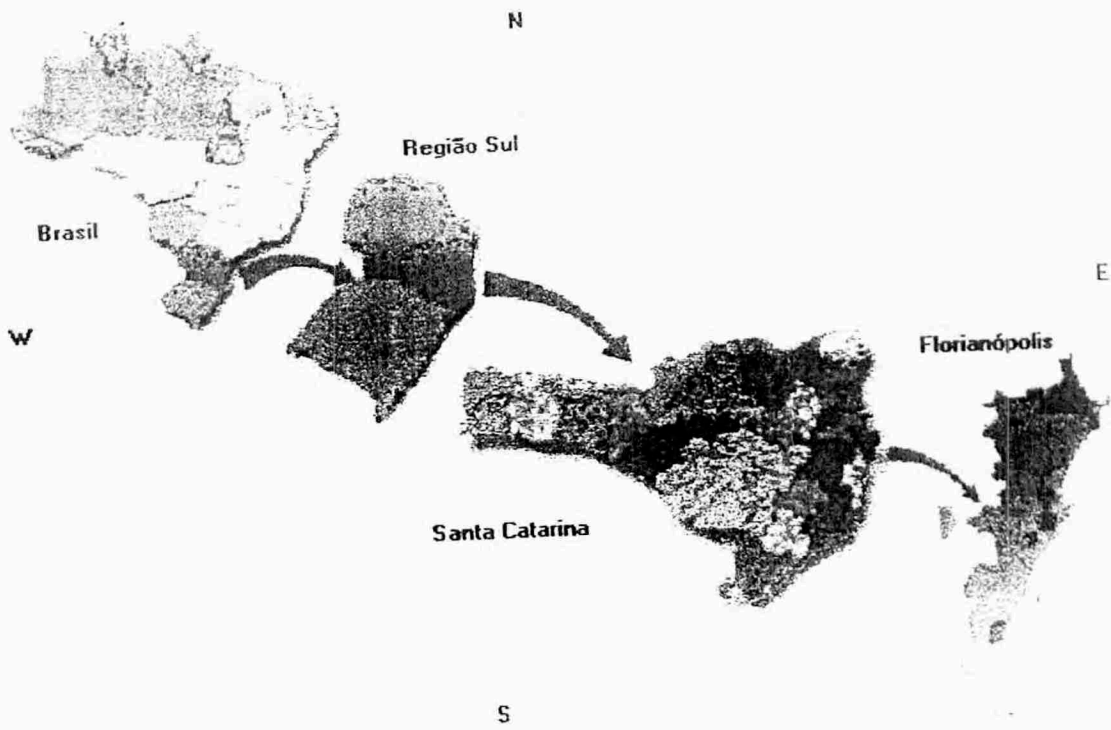 N
Região Sul
Brasil
E
W
Florianópolis
Santa Catarina
S